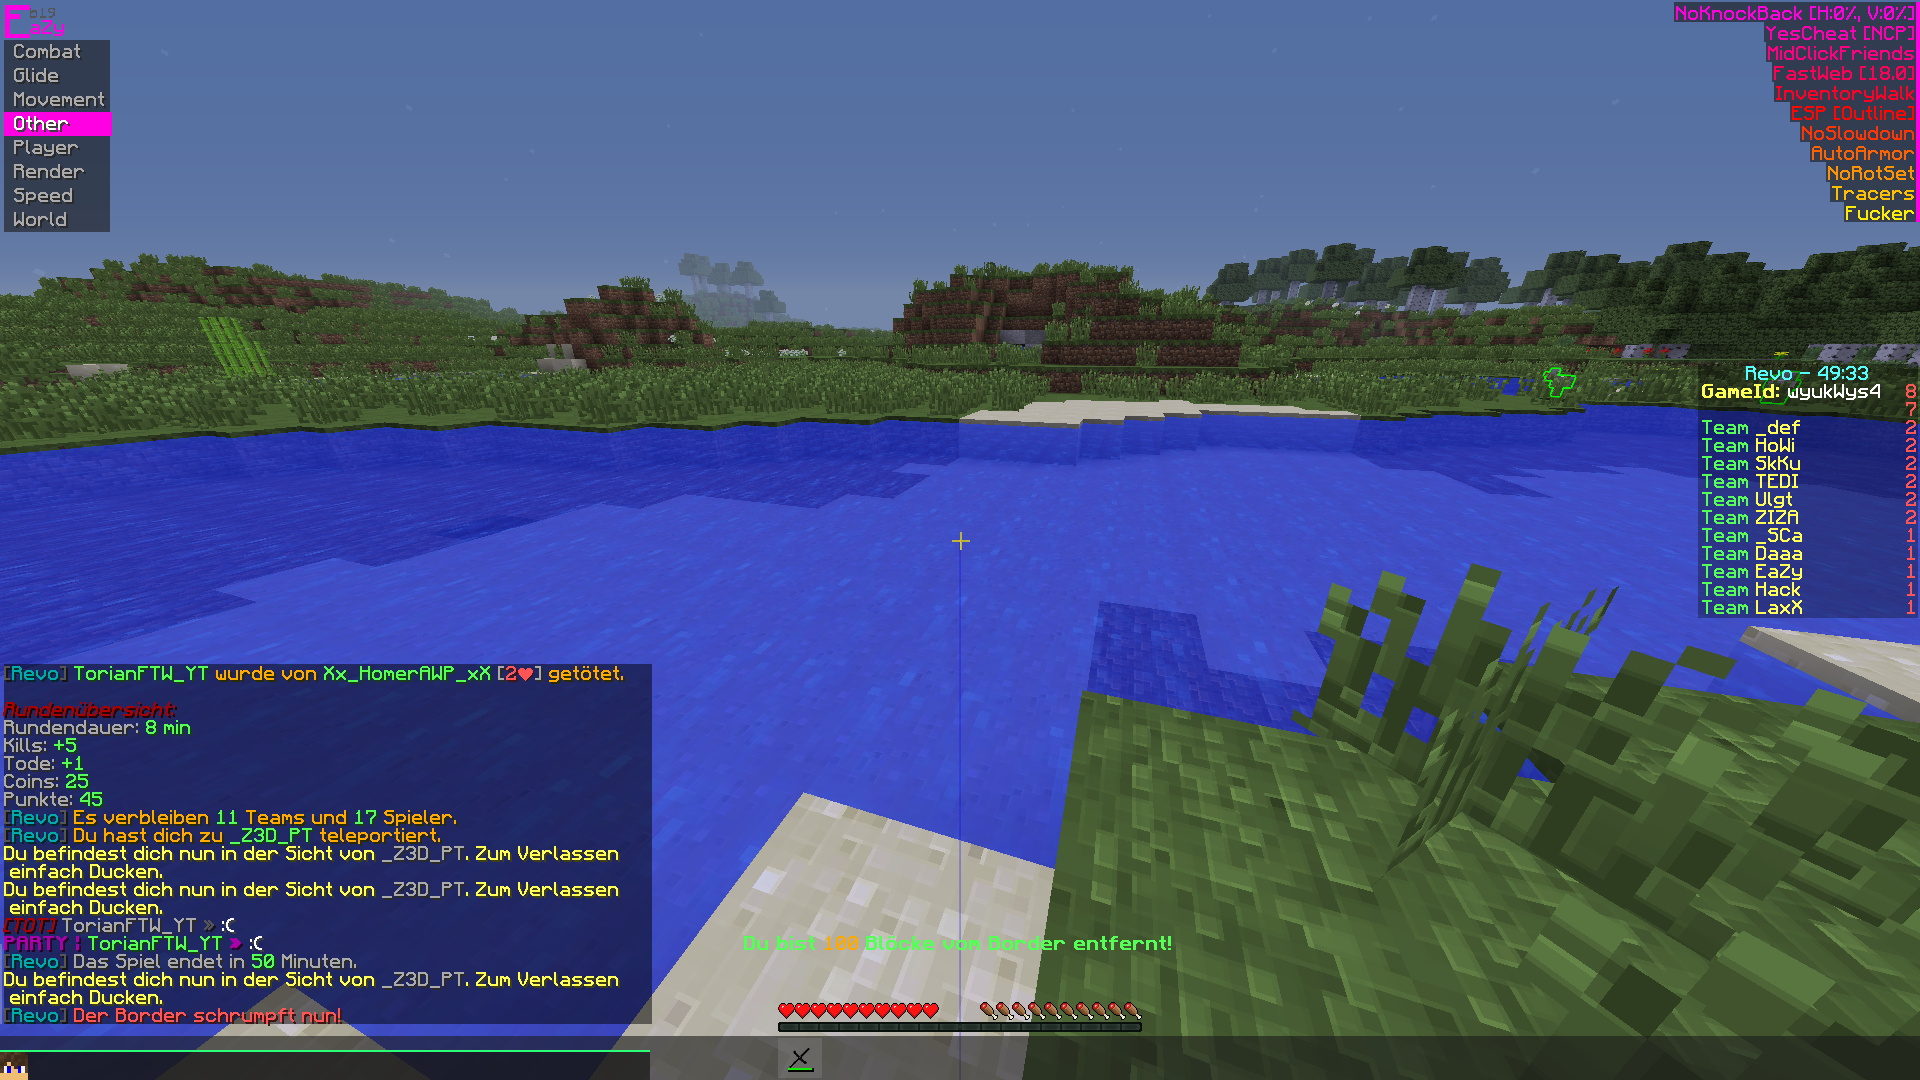 EaZy b19
Combat
Glide
Movement
Other
Player
Render
Speed
World
NoKnockBack [H:0%, V:0%]
YesCheat [NCP]
MidClickFriends
FastWeb [18.0]
InventoryWalk
ESP [Outline]
NoSlowdown
AutoArmor
NoRotSet
Tracers
Fucker
Revo - 49:33
GameId: wyukWys4 8
7
Team _def 2
Team HoWi 2
Team SkKu 2
Team TEDI 2
Team Ulgt 2
Team ZIZA 2
Team _SCa 1
Team Daaa 1
Team EaZy 1
Team Hack 1
Team LaxX 1
[Revo] TorianFTW_YT wurde von Xx_HomerAWP_xX [2❤] getötet.
Rundenübersicht:
Rundendauer: 8 min
Kills: +5
Tode: +1
Coins: 25
Punkte: 45
[Revo] Es verbleiben 11 Teams und 17 Spieler.
[Revo] Du hast dich zu _Z3D_PT teleportiert.
Du befindest dich nun in der Sicht von _Z3D_PT. Zum Verlassen
einfach Ducken.
Du befindest dich nun in der Sicht von _Z3D_PT. Zum Verlassen
einfach Ducken.
[TOT] TorianFTW_YT » :C
PARTY | TorianFTW_YT » :C
[Revo] Das Spiel endet in 50 Minuten.
Du befindest dich nun in der Sicht von _Z3D_PT. Zum Verlassen
einfach Ducken.
[Revo] Der Border schrumpft nun!
Du bist 100 Blöcke vom Border entfernt!